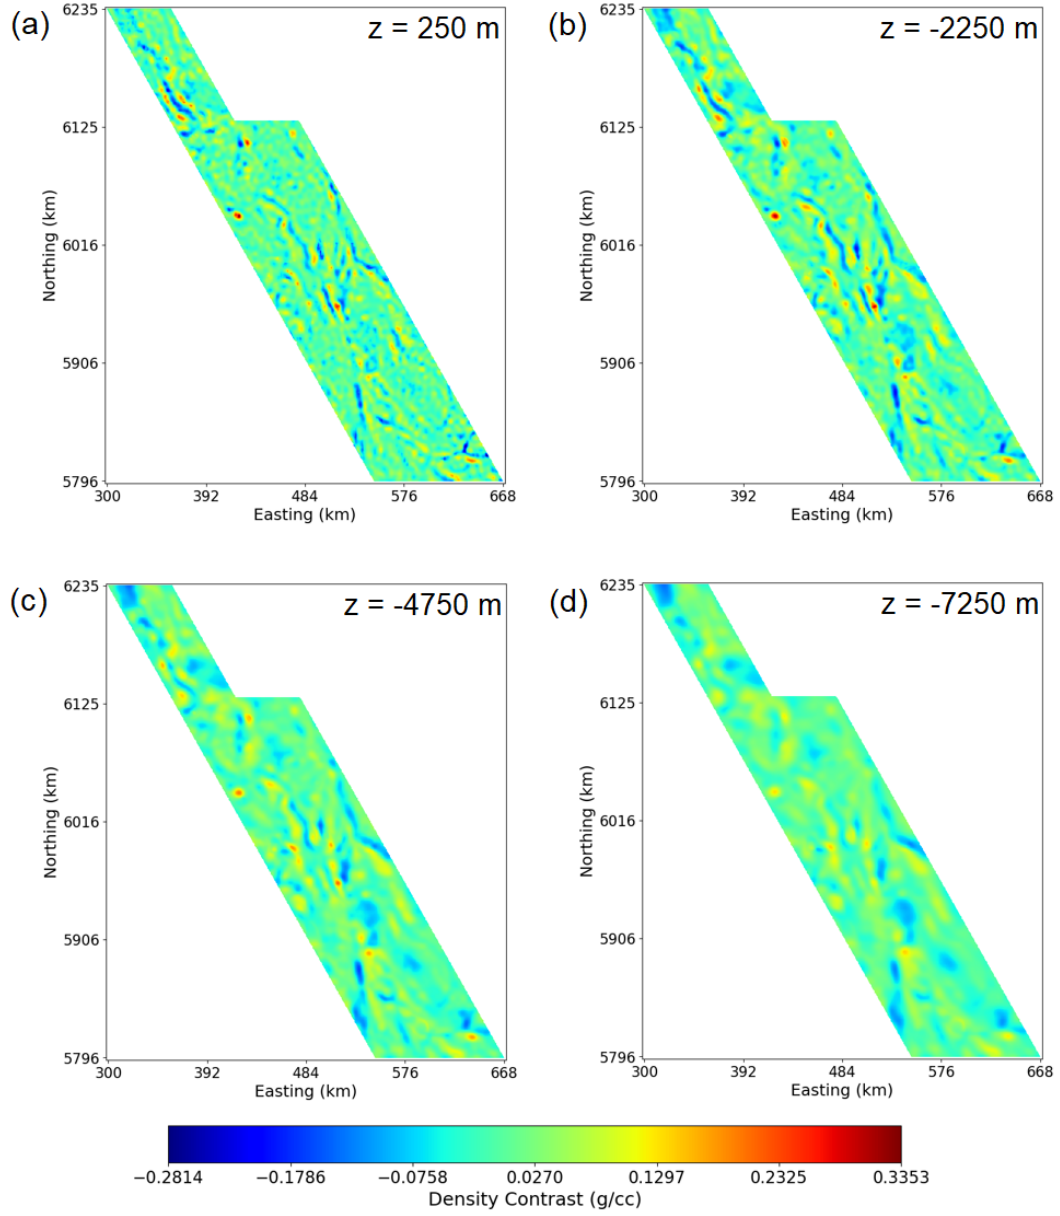 (a)
z = 250 m
6235
6125
6016
5906
5796
Northing (km)
300 392 484 576 668
Easting (km)
(b)
z = -2250 m
6235
6125
6016
5906
5796
Northing (km)
300 392 484 576 668
Easting (km)
(c)
z = -4750 m
6235
6125
6016
5906
5796
Northing (km)
300 392 484 576 668
Easting (km)
(d)
z = -7250 m
6235
6125
6016
5906
5796
Northing (km)
300 392 484 576 668
Easting (km)
−0.2814 −0.1786 −0.0758 0.0270 0.1297 0.2325 0.3353
Density Contrast (g/cc)